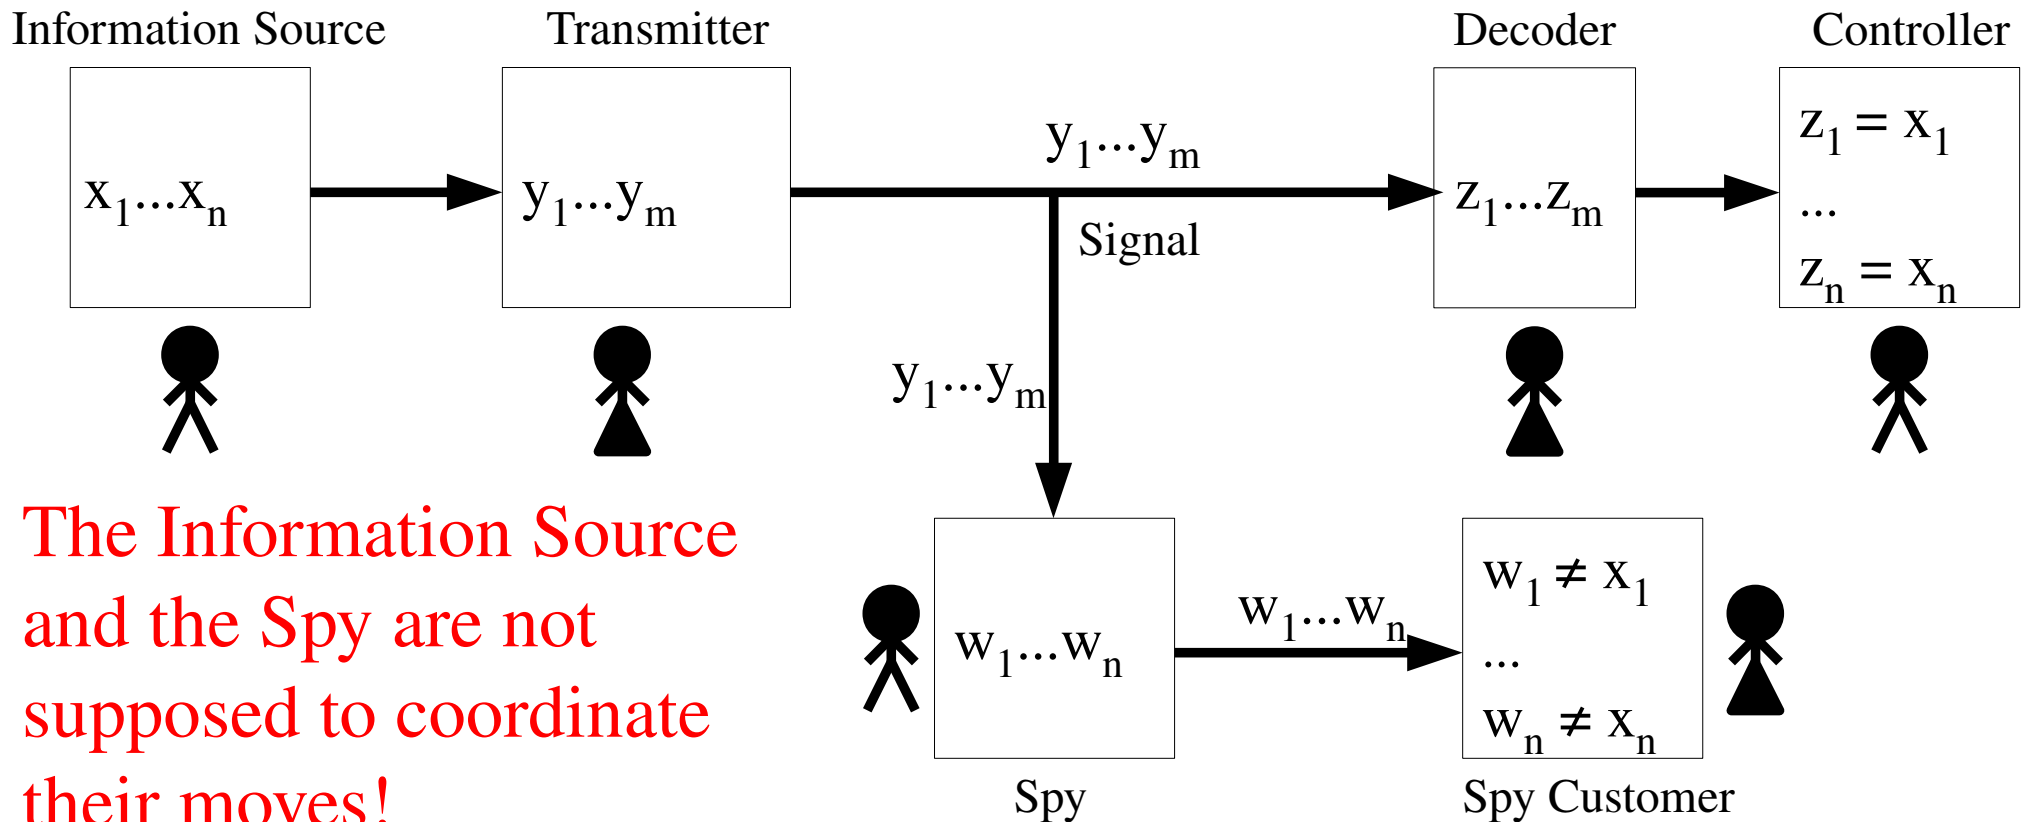 Information Source
Transmitter
Decoder
Controller
x₁...xₙ
y₁...yₘ
y₁...yₘ
Signal
z₁...zₘ
z₁ = x₁
...
zₙ = xₙ
y₁...yₘ
The Information Source
and the Spy are not
supposed to coordinate
their moves!
w₁...wₙ
w₁...wₙ
w₁ ≠ x₁
...
wₙ ≠ xₙ
Spy
Spy Customer